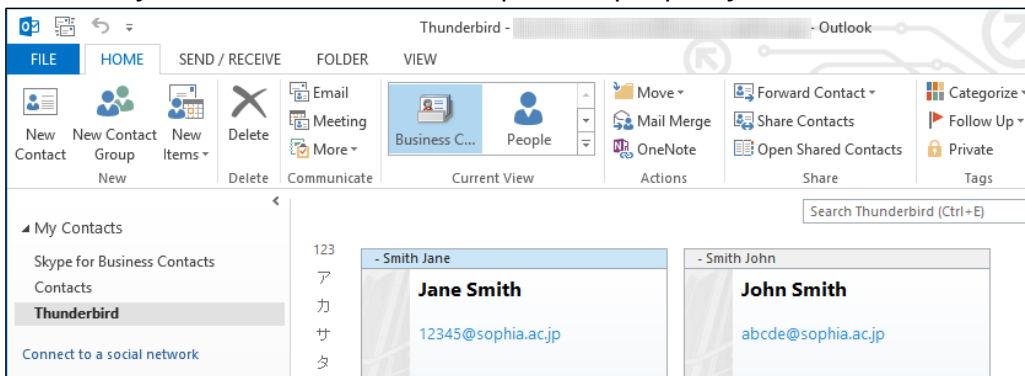 Thunderbird - - Outlook
FILE HOME SEND / RECEIVE FOLDER VIEW
New Contact
New Contact Group
New Items
Delete
Email
Meeting
More
Business C...
People
Move
Mail Merge
OneNote
Forward Contact
Share Contacts
Open Shared Contacts
Categorize
Follow Up
Private
New Delete Communicate Current View Actions Share Tags
Search Thunderbird (Ctrl+E)
My Contacts
Skype for Business Contacts
Contacts
Thunderbird
Connect to a social network
123
ア
カ
サ
タ
- Smith Jane
Jane Smith
12345@sophia.ac.jp
- Smith John
John Smith
abcde@sophia.ac.jp